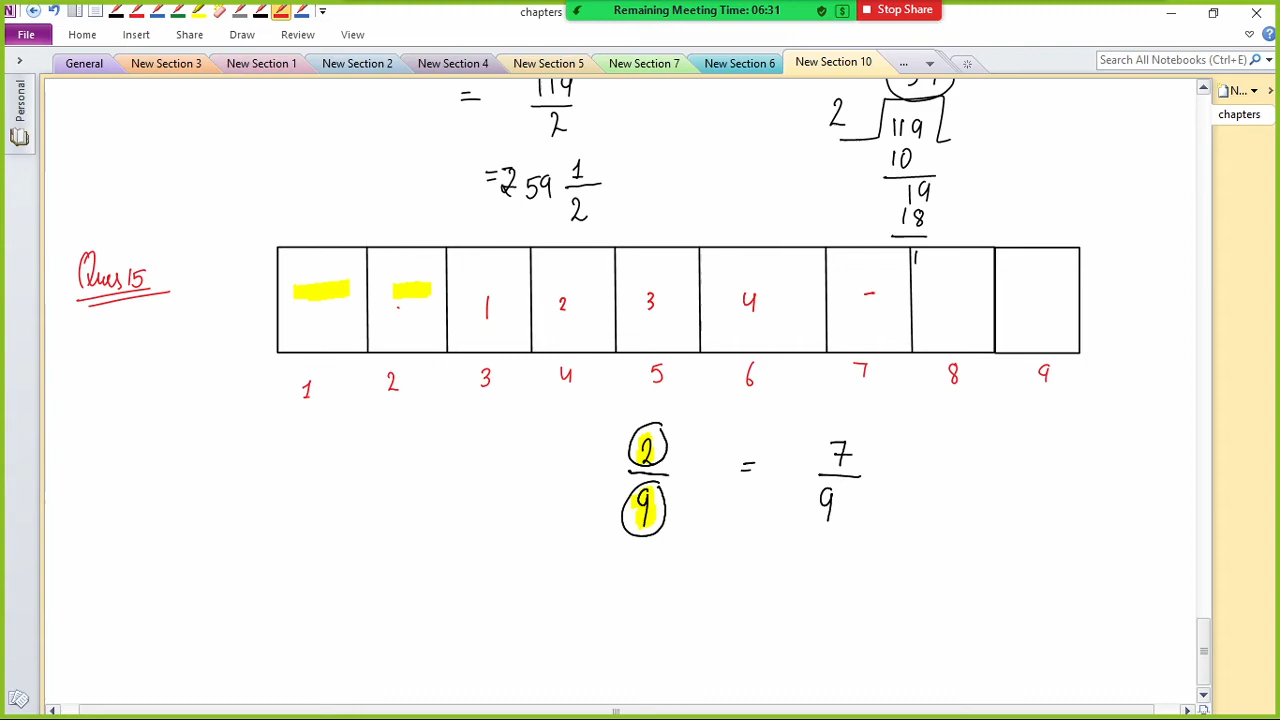 chapters
Remaining Meeting Time: 06:31
Stop Share
File Home Insert Share Draw Review View
General New Section 3 New Section 1 New Section 2 New Section 4 New Section 5 New Section 7 New Section 6 New Section 10 ...
Search All Notebooks (Ctrl+E)
N...
chapters
Personal
= 119/2
2 119
10
= 59 1/2
19
18
1
Ques 15
1 2 3 4 -
1 2 3 4 5 6 7 8 9
2/9 = 7/9